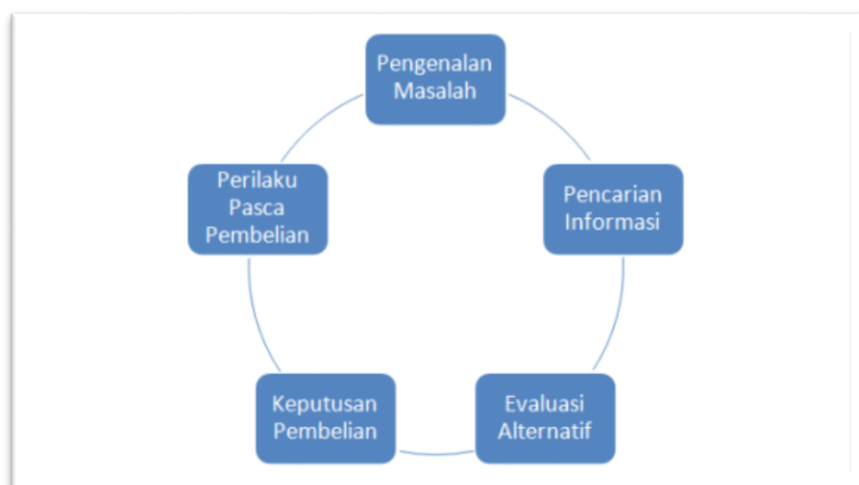 Pengenalan
Masalah
Pencarian
Informasi
Evaluasi
Alternatif
Keputusan
Pembelian
Perilaku
Pasca
Pembelian